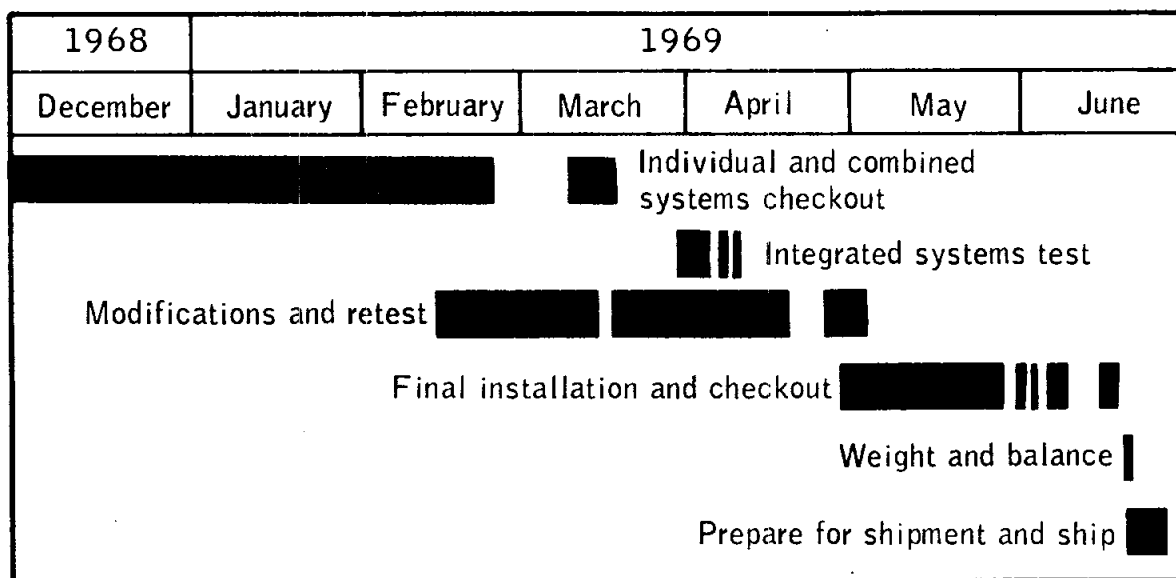 1968 1969
December January February March April May June
Individual and combined
systems checkout
Integrated systems test
Modifications and retest
Final installation and checkout
Weight and balance
Prepare for shipment and ship